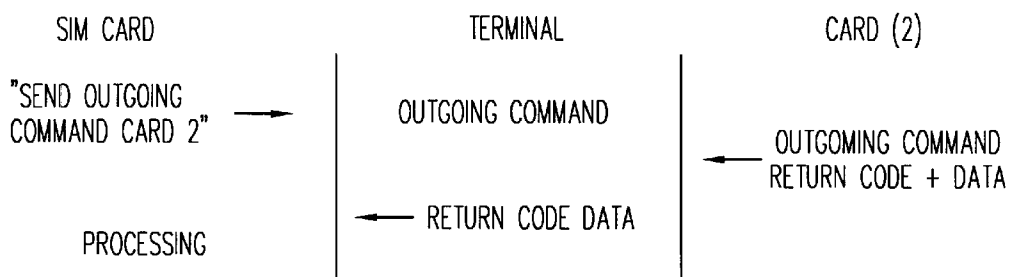 SIM CARD
TERMINAL
CARD (2)
"SEND OUTGOING
COMMAND CARD 2"
OUTGOING COMMAND
OUTGOMING COMMAND
RETURN CODE + DATA
RETURN CODE DATA
PROCESSING